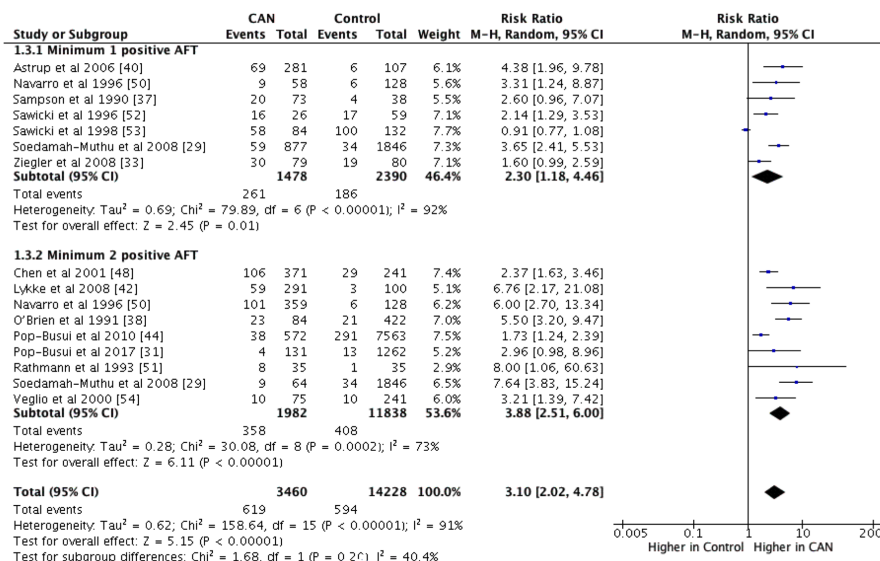 CAN Control Risk Ratio Risk Ratio
Study or Subgroup Events Total Events Total Weight M-H, Random, 95% CI M-H, Random, 95% CI
1.3.1 Minimum 1 positive AFT
Astrup et al 2006 [40] 69 281 6 107 6.1% 4.38 [1.96, 9.78]
Navarro et al 1996 [50] 9 58 6 128 5.6% 3.31 [1.24, 8.87]
Sampson et al 1990 [37] 20 73 4 38 5.5% 2.60 [0.96, 7.07]
Sawicki et al 1996 [52] 16 26 17 59 7.1% 2.14 [1.29, 3.53]
Sawicki et al 1998 [53] 58 84 100 132 7.7% 0.91 [0.77, 1.08]
Soedamah-Muthu et al 2008 [29] 59 877 34 1846 7.3% 3.65 [2.41, 5.53]
Ziegler et al 2008 [33] 30 79 19 80 7.1% 1.60 [0.99, 2.59]
Subtotal (95% CI) 1478 2390 46.4% 2.30 [1.18, 4.46]
Total events 261 186
Heterogeneity: Tau² = 0.69; Chi² = 79.89, df = 6 (P < 0.00001); I² = 92%
Test for overall effect: Z = 2.45 (P = 0.01)
1.3.2 Minimum 2 positive AFT
Chen et al 2001 [48] 106 371 29 241 7.4% 2.37 [1.63, 3.46]
Lykke et al 2008 [42] 59 291 3 100 5.1% 6.76 [2.17, 21.08]
Navarro et al 1996 [50] 101 359 6 128 6.2% 6.00 [2.70, 13.34]
O'Brien et al 1991 [38] 23 84 21 422 7.0% 5.50 [3.20, 9.47]
Pop-Busui et al 2010 [44] 38 572 291 7563 7.5% 1.73 [1.24, 2.39]
Pop-Busui et al 2017 [31] 4 131 13 1262 5.2% 2.96 [0.98, 8.96]
Rathmann et al 1993 [51] 8 35 1 35 2.9% 8.00 [1.06, 60.63]
Soedamah-Muthu et al 2008 [29] 9 64 34 1846 6.5% 7.64 [3.83, 15.24]
Veglio et al 2000 [54] 10 75 10 241 6.0% 3.21 [1.39, 7.42]
Subtotal (95% CI) 1982 11838 53.6% 3.88 [2.51, 6.00]
Total events 358 408
Heterogeneity: Tau² = 0.28; Chi² = 30.08, df = 8 (P = 0.0002); I² = 73%
Test for overall effect: Z = 6.11 (P < 0.00001)
Total (95% CI) 3460 14228 100.0% 3.10 [2.02, 4.78]
Total events 619 594
Heterogeneity: Tau² = 0.62; Chi² = 158.64, df = 15 (P < 0.00001); I² = 91%
Test for overall effect: Z = 5.15 (P < 0.00001)
Test for subgroup differences: Chi² = 1.68, df = 1 (P = 0.20), I² = 40.4%
0.005 0.1 1 10 200
Higher in Control Higher in CAN